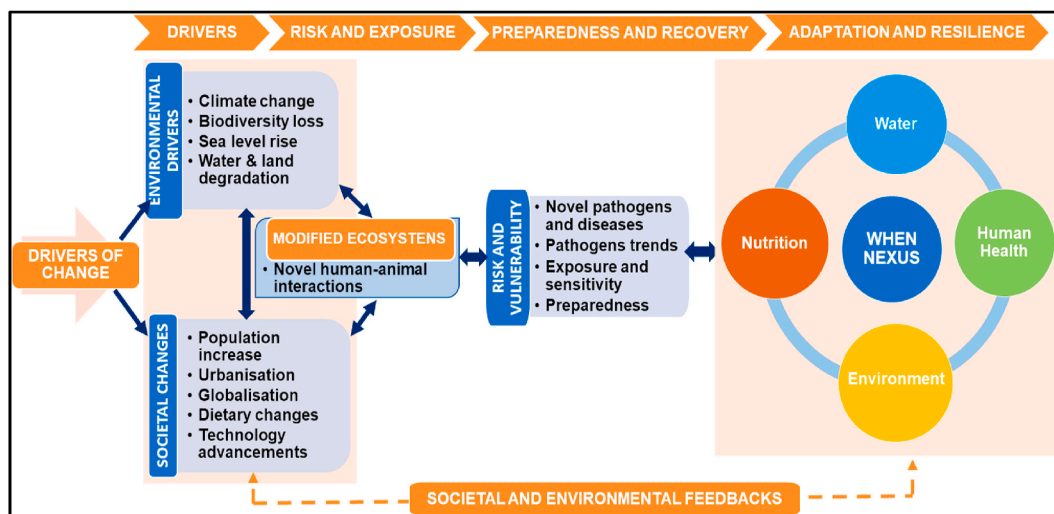 DRIVERS
RISK AND EXPOSURE
PREPAREDNESS AND RECOVERY
ADAPTATION AND RESILIENCE
DRIVERS OF
CHANGE
ENVIRONMENTAL
DRIVERS
• Climate change
• Biodiversity loss
• Sea level rise
• Water & land
degradation
MODIFIED ECOSYSTENS
• Novel human-animal
interactions
SOCIETAL CHANGES
• Population
increase
• Urbanisation
• Globalisation
• Dietary changes
• Technology
advancements
RISK AND
VULNERABILITY
• Novel pathogens
and diseases
• Pathogens trends
• Exposure and
sensitivity
• Preparedness
Water
Nutrition
WHEN
NEXUS
Human
Health
Environment
SOCIETAL AND ENVIRONMENTAL FEEDBACKS